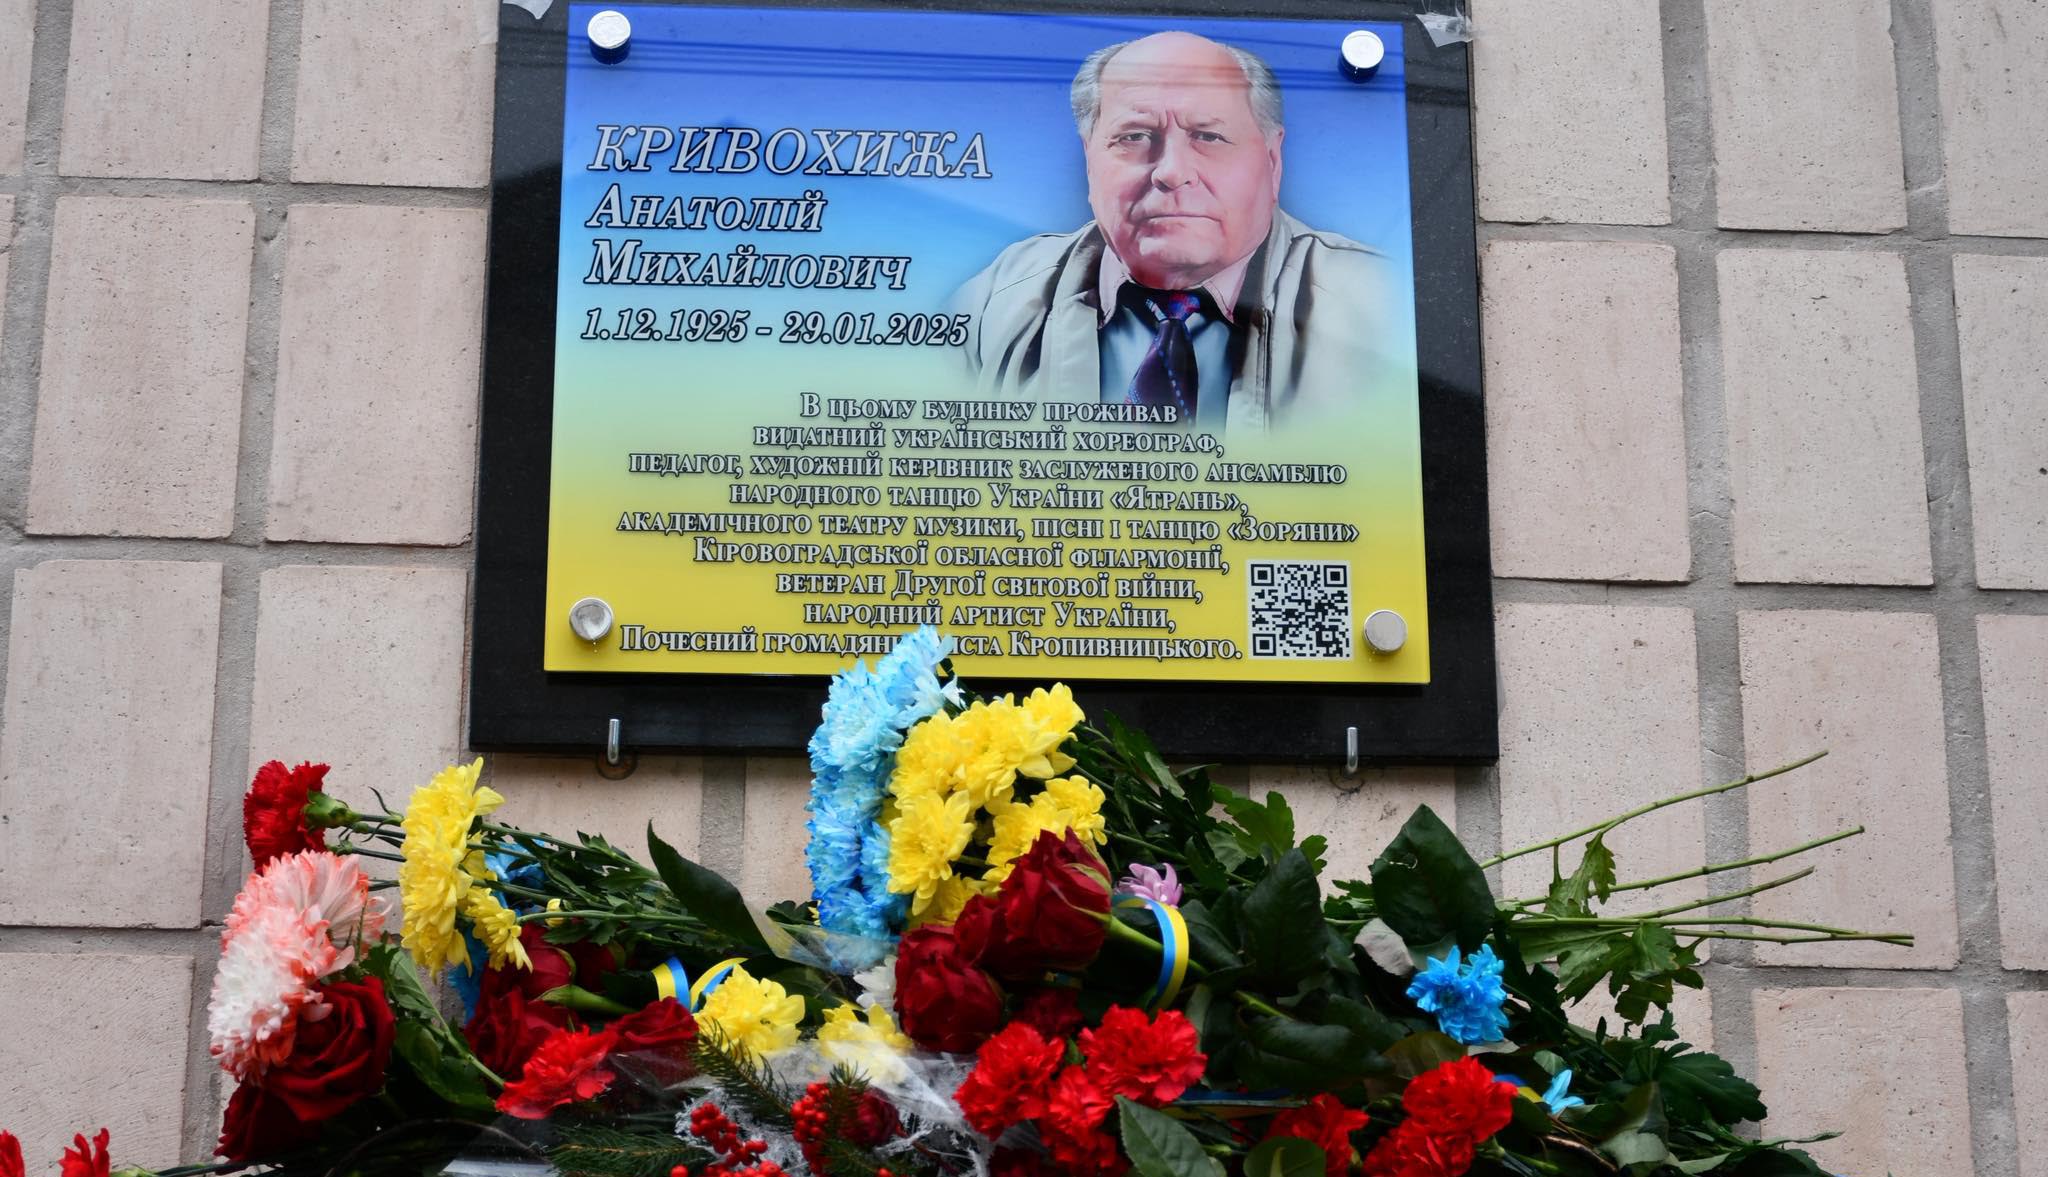 КРИВОХИЖА
Анатолій
Михайлович
1.12.1925 - 29.01.2025
В цьому будинку проживав
видатний український хореограф,
педагог, художній керівник заслуженого ансамблю
народного танцю України «Ятрань»,
академічного театру музики, пісні і танцю «Зоряни»
Кіровоградської обласної філармонії,
ветеран Другої світової війни,
народний артист України,
Почесний Кропивницького.